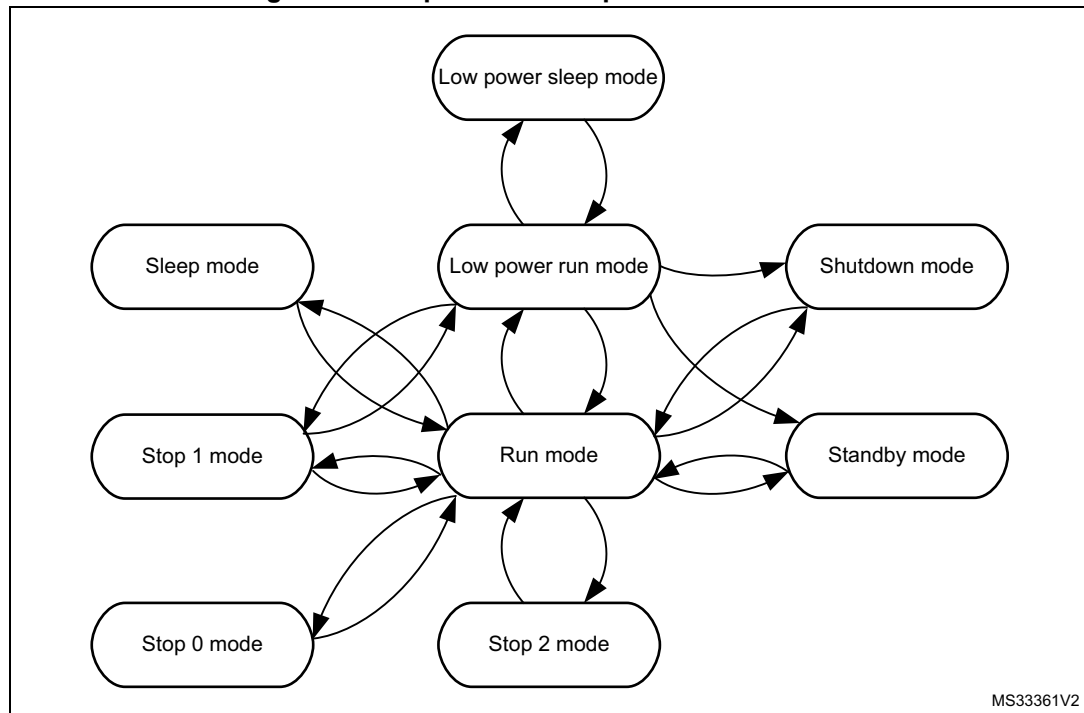 Low power sleep mode
Sleep mode
Low power run mode
Shutdown mode
Stop 1 mode
Run mode
Standby mode
Stop 0 mode
Stop 2 mode
MS33361V2